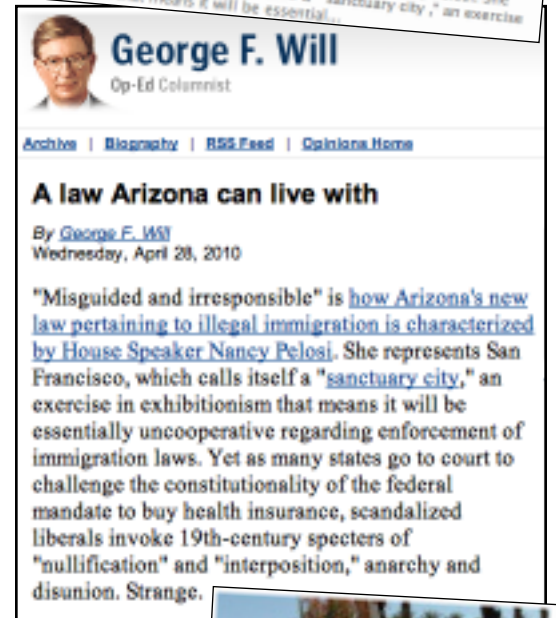 means it will be essential...
sanctuary city," an exercise
George F. Will
Op-Ed Columnist
Archive | Biography | RSS Feed | Opinions Home
A law Arizona can live with
By George F. Will
Wednesday, April 28, 2010
"Misguided and irresponsible" is how Arizona's new
law pertaining to illegal immigration is characterized
by House Speaker Nancy Pelosi. She represents San
Francisco, which calls itself a "sanctuary city," an
exercise in exhibitionism that means it will be
essentially uncooperative regarding enforcement of
immigration laws. Yet as many states go to court to
challenge the constitutionality of the federal
mandate to buy health insurance, scandalized
liberals invoke 19th-century specters of
"nullification" and "interposition," anarchy and
disunion. Strange.